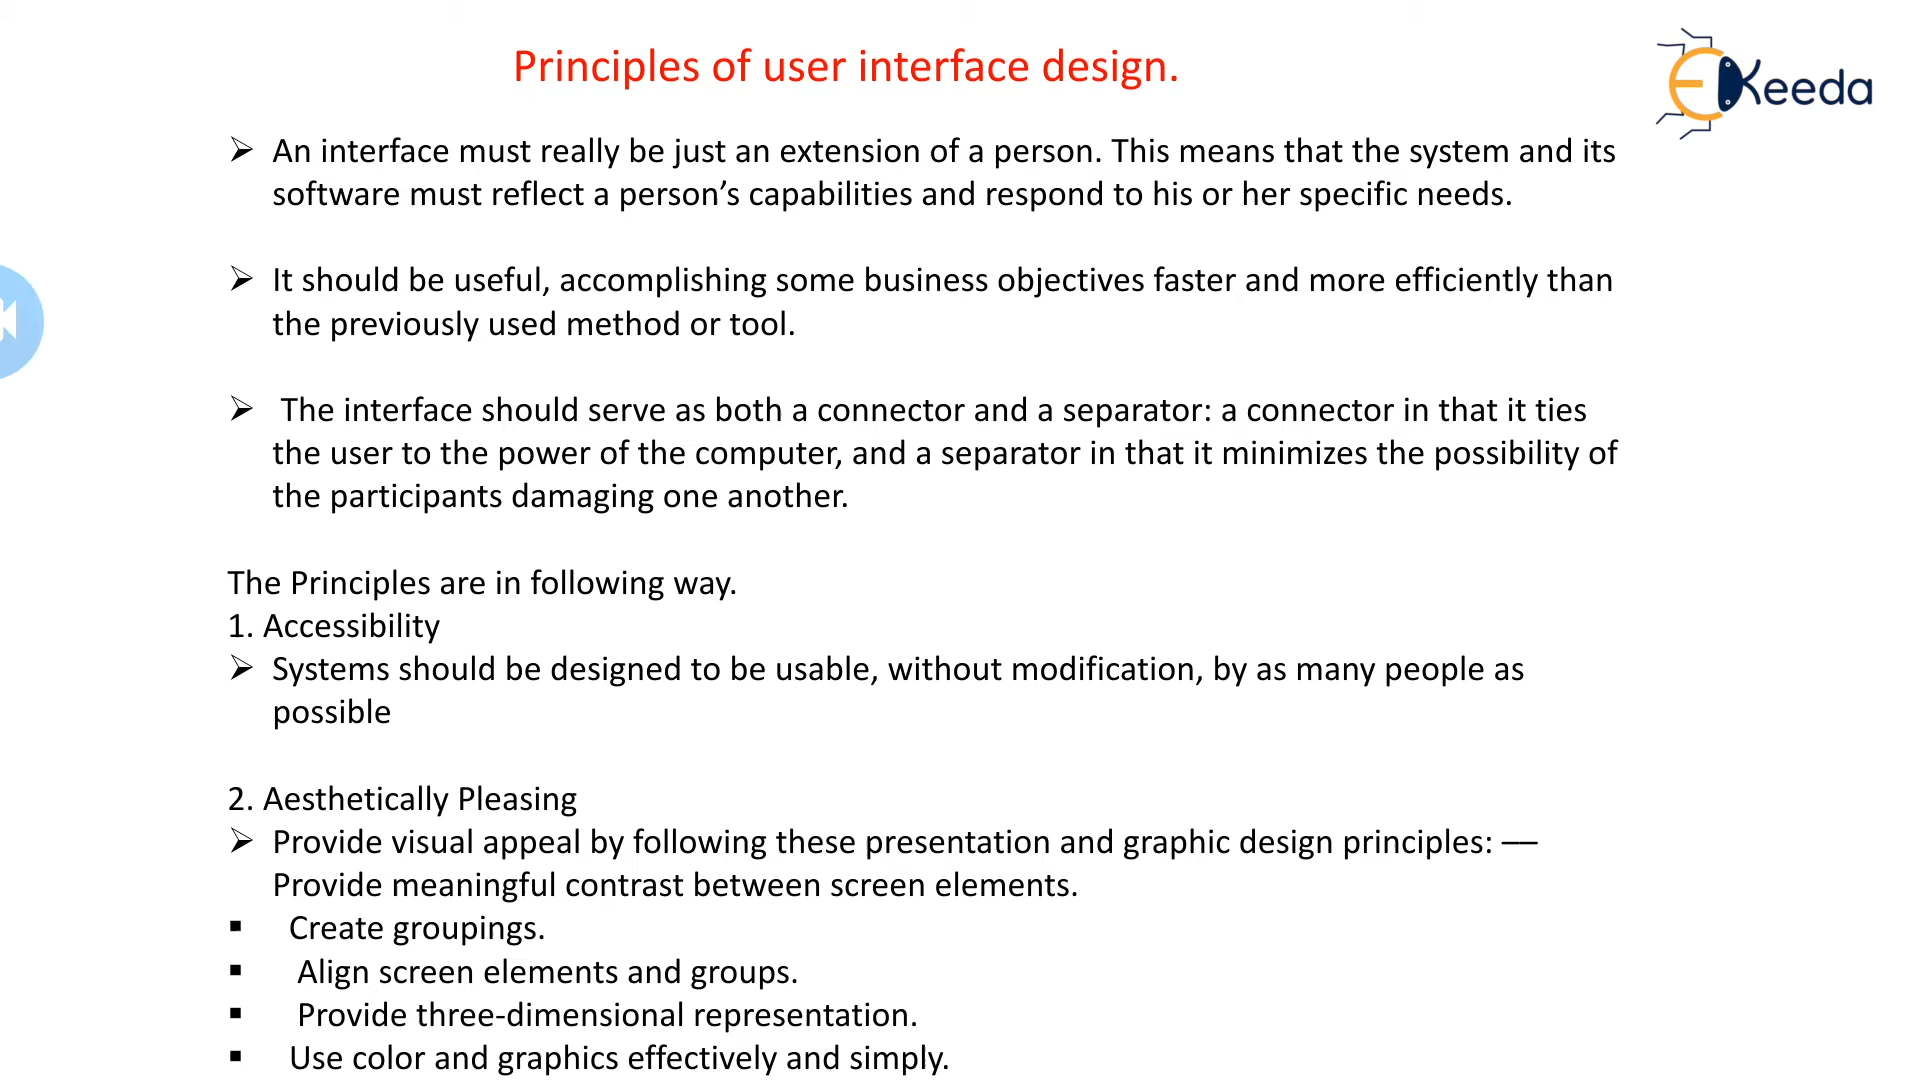 Principles of user interface design.
EKeeda
➢ An interface must really be just an extension of a person. This means that the system and its
software must reflect a person’s capabilities and respond to his or her specific needs.
➢ It should be useful, accomplishing some business objectives faster and more efficiently than
the previously used method or tool.
➢ The interface should serve as both a connector and a separator: a connector in that it ties
the user to the power of the computer, and a separator in that it minimizes the possibility of
the participants damaging one another.
The Principles are in following way.
1. Accessibility
➢ Systems should be designed to be usable, without modification, by as many people as
possible
2. Aesthetically Pleasing
➢ Provide visual appeal by following these presentation and graphic design principles: —
Provide meaningful contrast between screen elements.
▪ Create groupings.
▪ Align screen elements and groups.
▪ Provide three-dimensional representation.
▪ Use color and graphics effectively and simply.